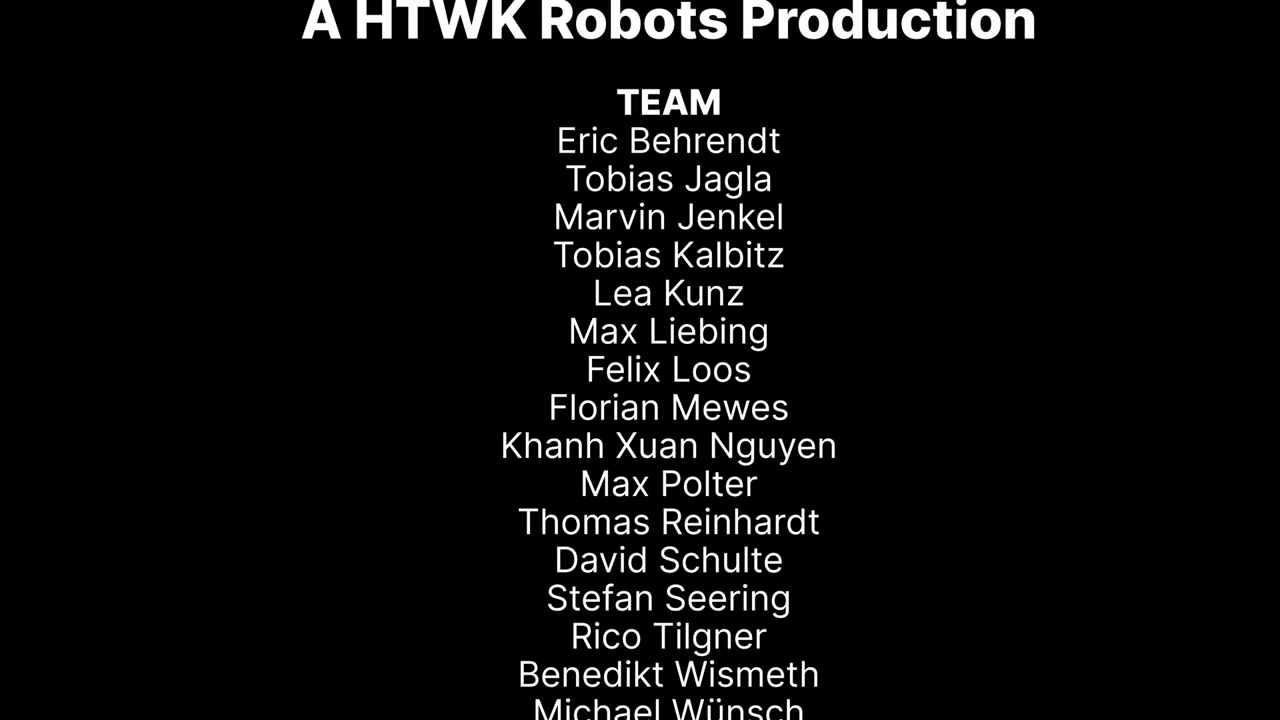 A HTWK Robots Production
TEAM
Eric Behrendt
Tobias Jagla
Marvin Jenkel
Tobias Kalbitz
Lea Kunz
Max Liebing
Felix Loos
Florian Mewes
Khanh Xuan Nguyen
Max Polter
Thomas Reinhardt
David Schulte
Stefan Seering
Rico Tilgner
Benedikt Wismeth
Michael Wünsch